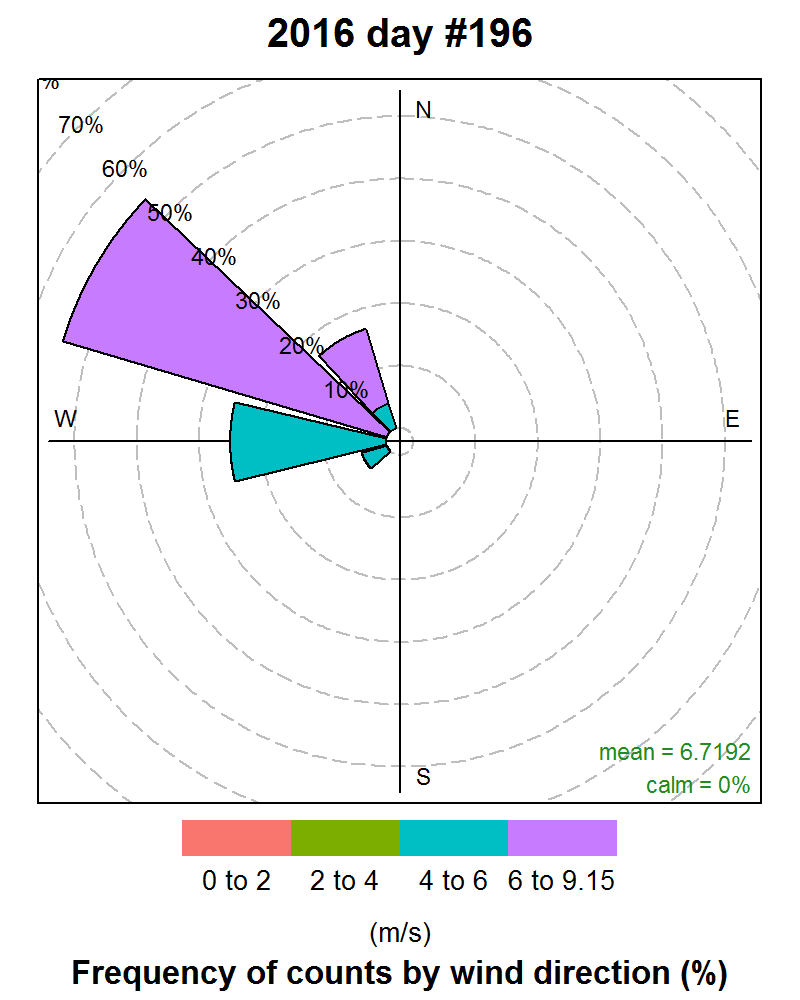 2016 day #196
%
70%
N
60%
50%
40%
30%
20%
10%
W
E
mean = 6.7192
S
calm = 0%
0 to 2 2 to 4 4 to 6 6 to 9.15
(m/s)
Frequency of counts by wind direction (%)